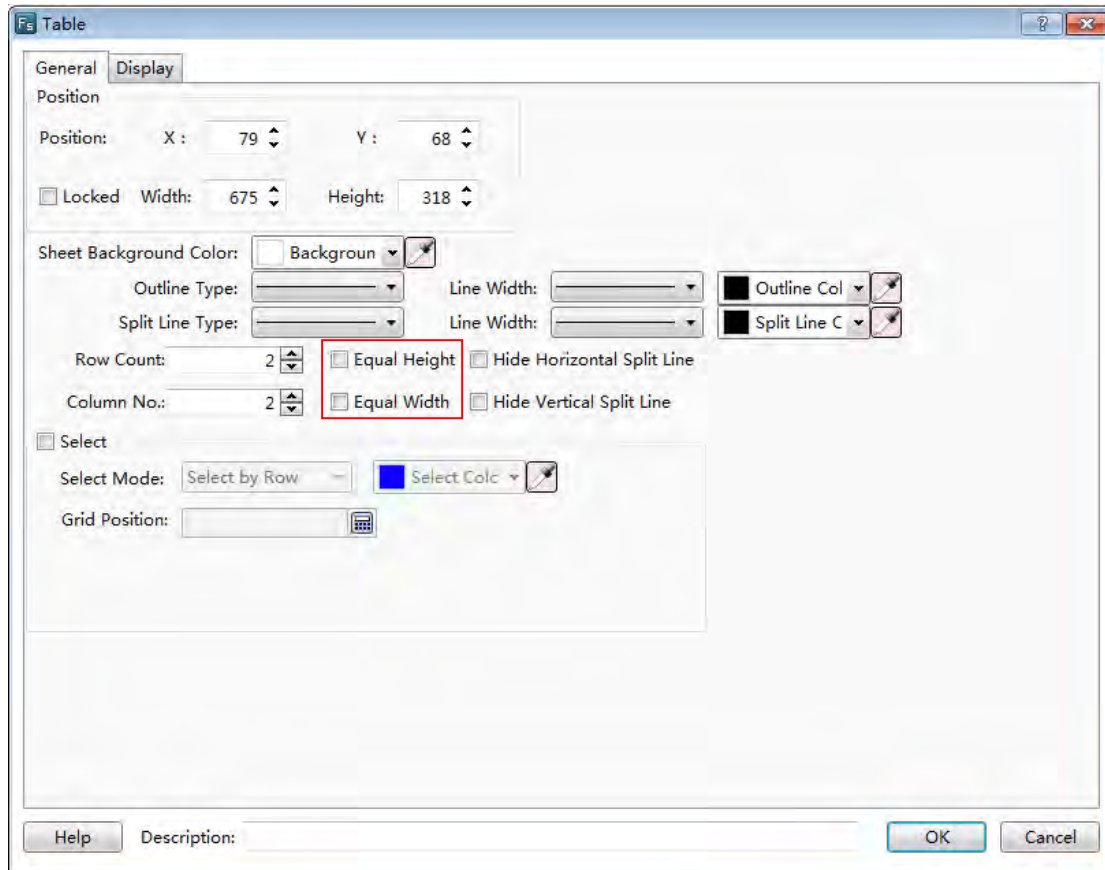 Fs Table
General Display
Position
Position: X : 79 Y : 68
Locked Width: 675 Height: 318
Sheet Background Color: Backgroun
Outline Type: Line Width: Outline Col
Split Line Type: Line Width: Split Line C
Row Count: 2 Equal Height Hide Horizontal Split Line
Column No.: 2 Equal Width Hide Vertical Split Line
Select
Select Mode: Select by Row Select Colc
Grid Position:
Help Description: OK Cancel